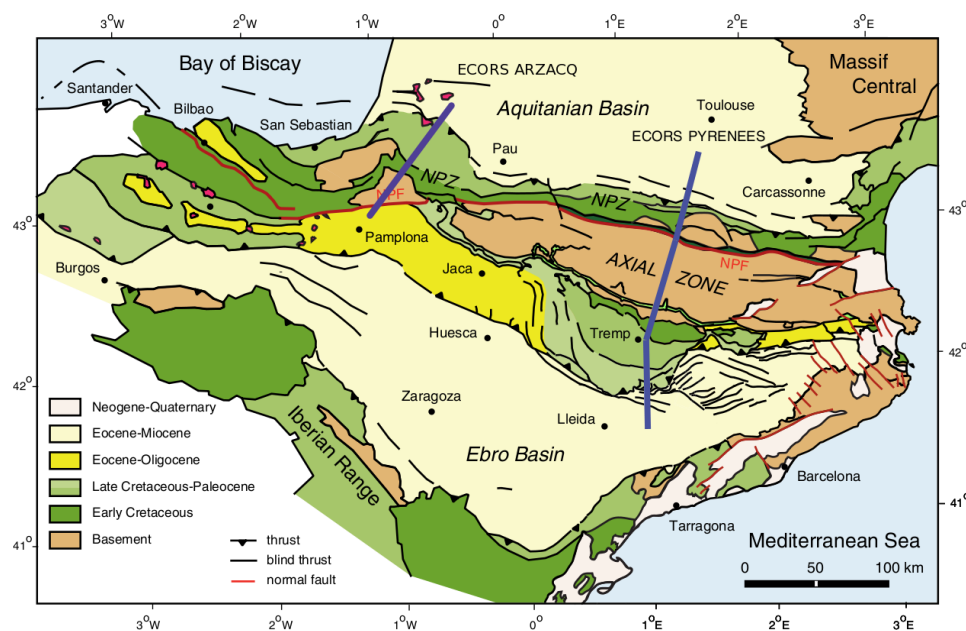 3°W 2°W 1°W 0° 1°E 2°E 3°E
Bay of Biscay
ECORS ARZACQ
Massif
Central
Santander
Bilbao
San Sebastian
Aquitanian Basin
Toulouse
ECORS PYRENEES
Pau
NPZ
NPZ
Carcassonne
NPF
43°
43°
Pamplona
Burgos
Jaca
AXIAL ZONE
NPF
Huesca
Tremp
42°
42°
Zaragoza
Lleida
Iberian Range
Ebro Basin
Barcelona
Tarragona
41°
41°
Mediterranean Sea
Neogene-Quaternary
Eocene-Miocene
Eocene-Oligocene
Late Cretaceous-Paleocene
Early Cretaceous
Basement
thrust
blind thrust
normal fault
0 50 100 km
3°W 2°W 1°W 0° 1°E 2°E 3°E